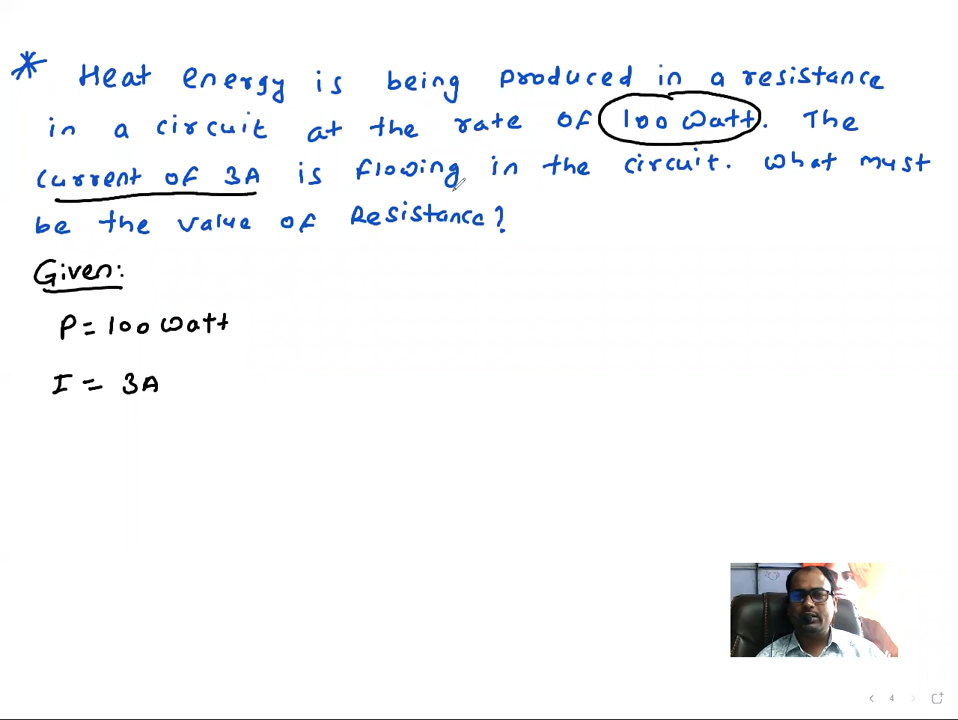 * Heat energy is being produced in a resistance
in a circuit at the rate of 100 watt. The
current of 3A is flowing in the circuit. What must
be the value of Resistance?
Given:
P = 100 watt
I = 3A
4